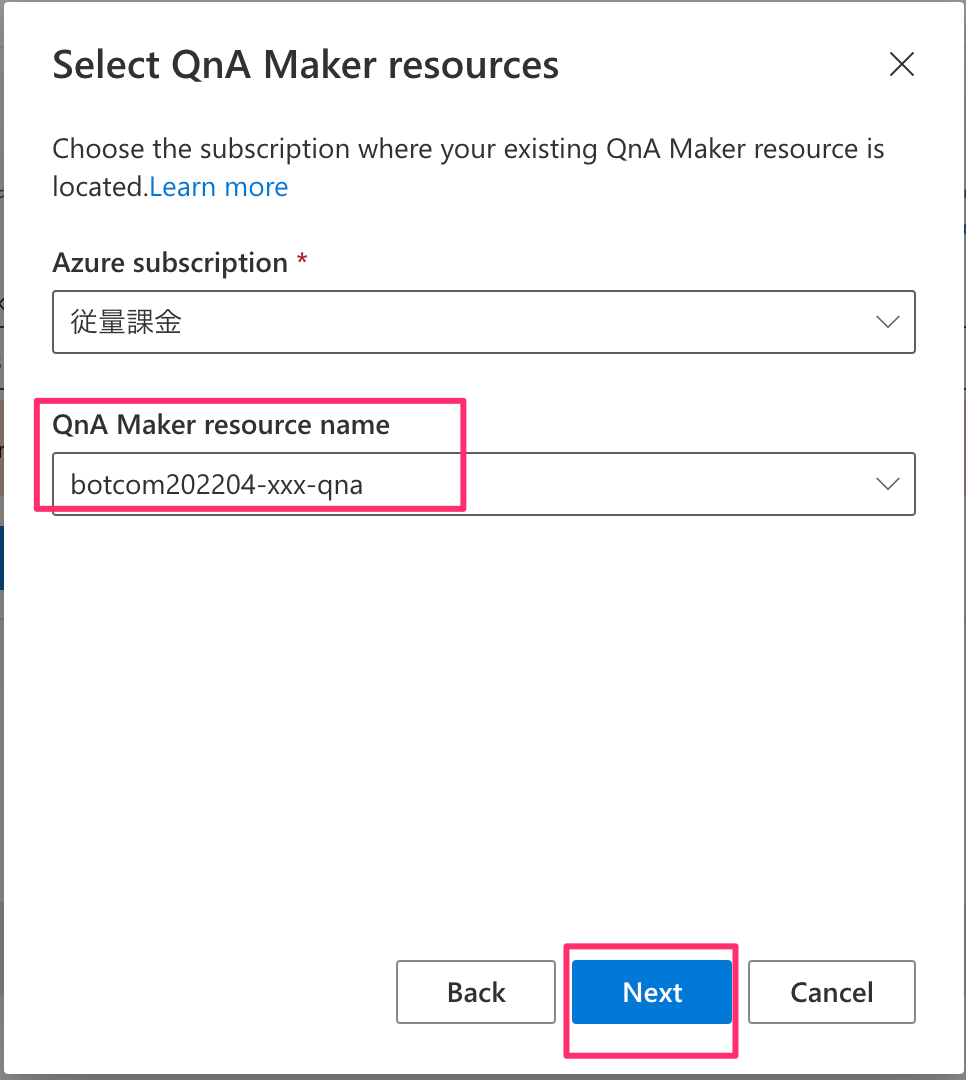 Select QnA Maker resources
Choose the subscription where your existing QnA Maker resource is
located.Learn more
Azure subscription *
従量課金
QnA Maker resource name
botcom202204-xxx-qna
Back
Next
Cancel